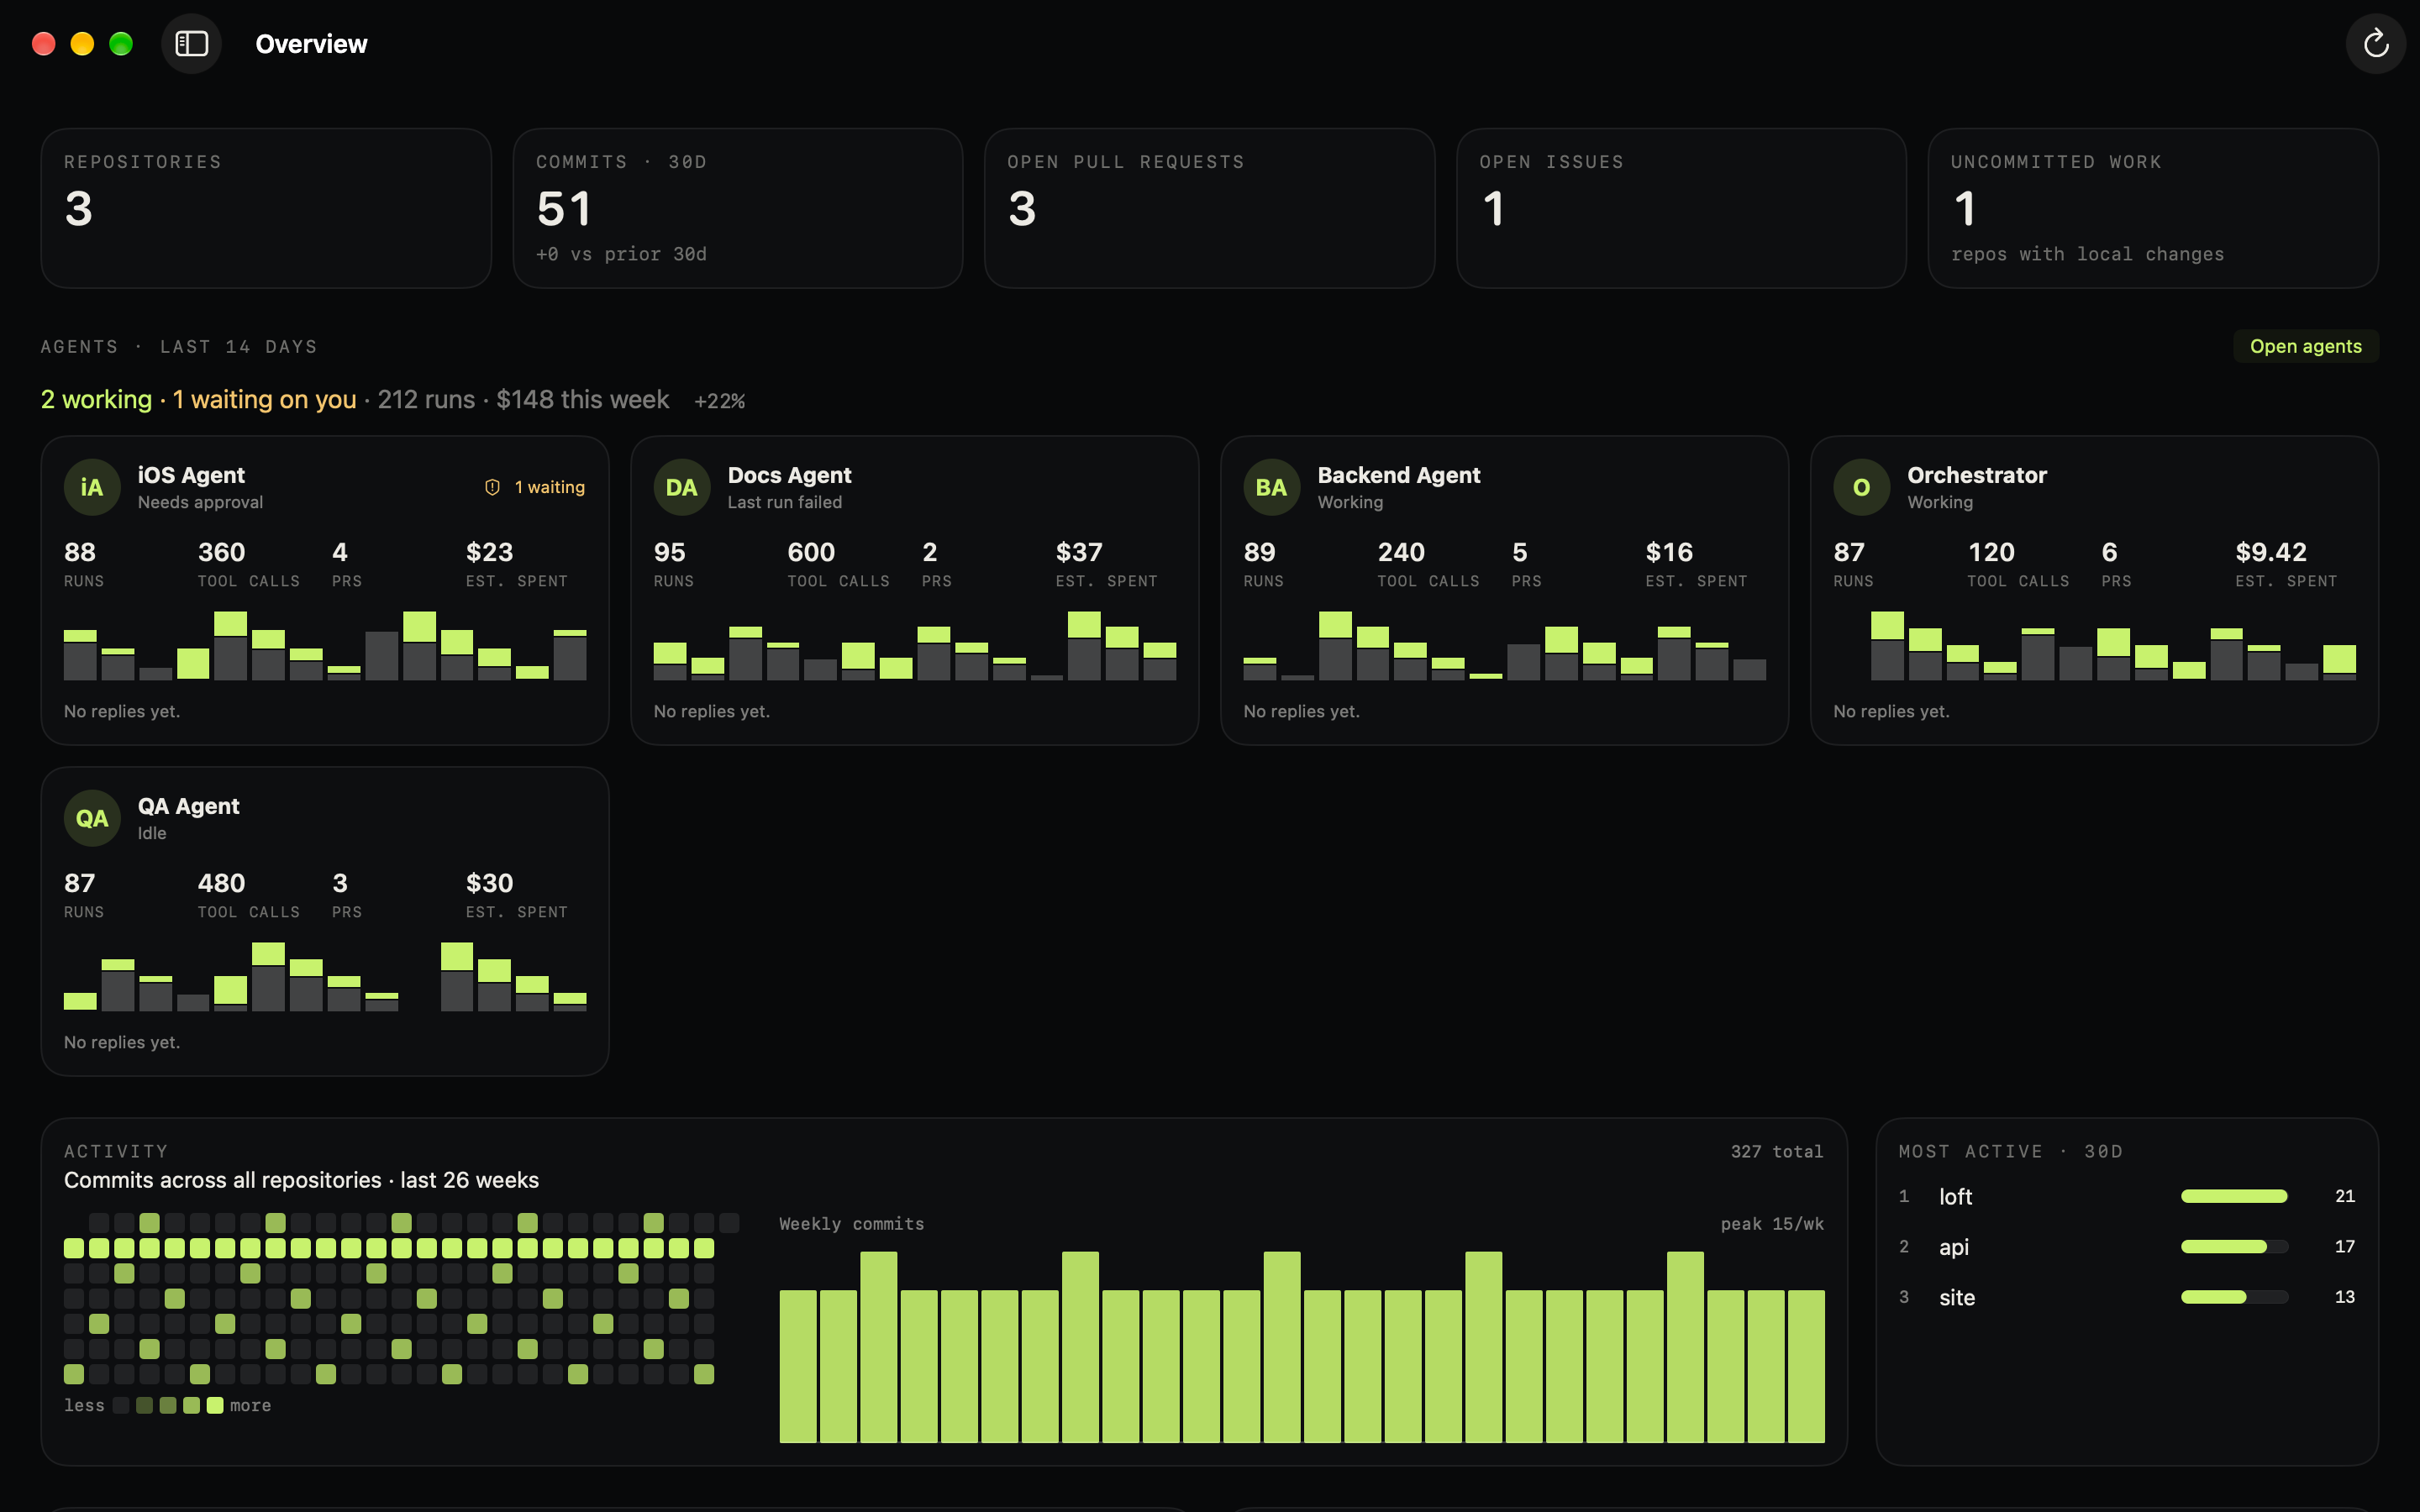 Overview
REPOSITORIES
3
COMMITS · 30D
51
+0 vs prior 30d
OPEN PULL REQUESTS
3
OPEN ISSUES
1
UNCOMMITTED WORK
1
repos with local changes
AGENTS · LAST 14 DAYS
Open agents
2 working · 1 waiting on you · 212 runs · $148 this week +22%
iA
iOS Agent
Needs approval
1 waiting
88 360 4 $23
RUNS TOOL CALLS PRS EST. SPENT
No replies yet.
DA
Docs Agent
Last run failed
95 600 2 $37
RUNS TOOL CALLS PRS EST. SPENT
No replies yet.
BA
Backend Agent
Working
89 240 5 $16
RUNS TOOL CALLS PRS EST. SPENT
No replies yet.
O
Orchestrator
Working
87 120 6 $9.42
RUNS TOOL CALLS PRS EST. SPENT
No replies yet.
QA
QA Agent
Idle
87 480 3 $30
RUNS TOOL CALLS PRS EST. SPENT
No replies yet.
ACTIVITY
327 total
Commits across all repositories · last 26 weeks
less more
Weekly commits
peak 15/wk
MOST ACTIVE · 30D
1 loft 21
2 api 17
3 site 13